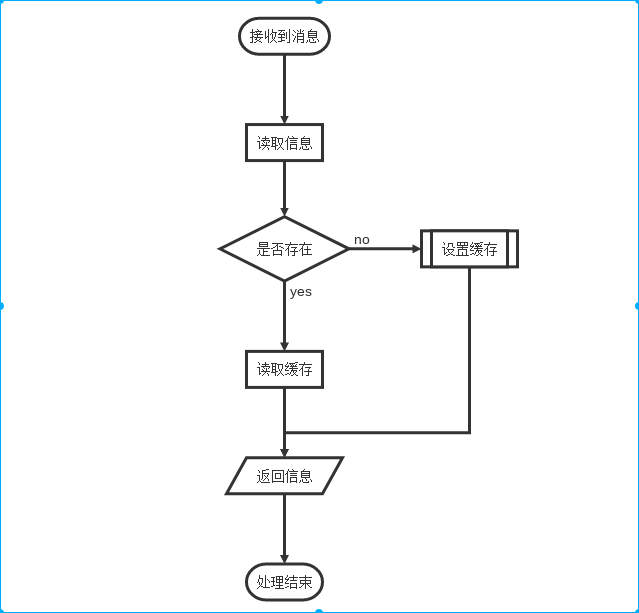 接收到消息
读取信息
是否存在
no
设置缓存
yes
读取缓存
返回信息
处理结束